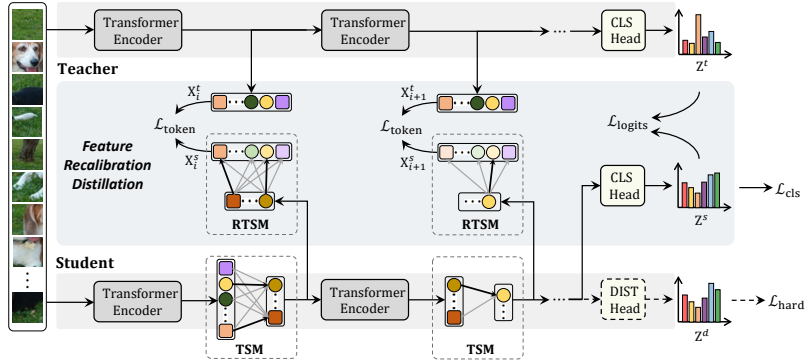 Transformer
Encoder
Transformer
Encoder
...
CLS
Head
Z^t
Teacher
X_i^t
ℒ_token
X_i^s
X_{i+1}^t
ℒ_token
X_{i+1}^s
ℒ_logits
Feature
Recalibration
Distillation
RTSM
RTSM
CLS
Head
Z^s
ℒ_cls
Student
Transformer
Encoder
TSM
Transformer
Encoder
TSM
...
DIST
Head
Z^d
ℒ_hard